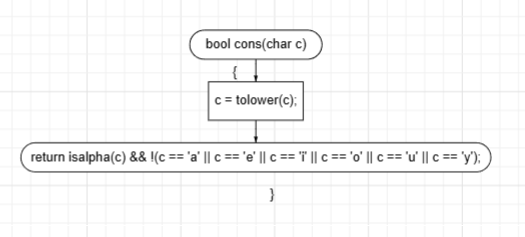 bool cons(char c)
{
c = tolower(c);
return isalpha(c) && !(c == 'a' || c == 'e' || c == 'i' || c == 'o' || c == 'u' || c == 'y');
}